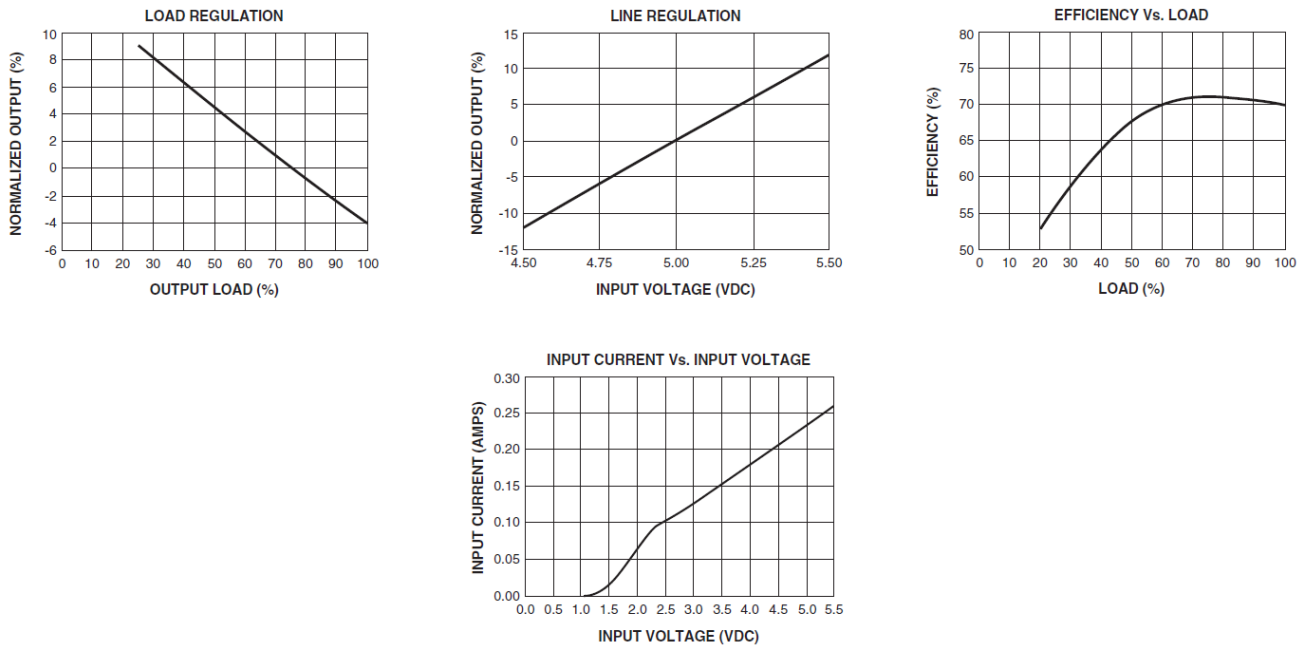 LOAD REGULATION
NORMALIZED OUTPUT (%)
10
8
6
4
2
0
-2
-4
-6
0 10 20 30 40 50 60 70 80 90 100
OUTPUT LOAD (%)
LINE REGULATION
NORMALIZED OUTPUT (%)
15
10
5
0
-5
-10
-15
4.50 4.75 5.00 5.25 5.50
INPUT VOLTAGE (VDC)
EFFICIENCY Vs. LOAD
EFFICIENCY (%)
80
75
70
65
60
55
50
0 10 20 30 40 50 60 70 80 90 100
LOAD (%)
INPUT CURRENT Vs. INPUT VOLTAGE
INPUT CURRENT (AMPS)
0.30
0.25
0.20
0.15
0.10
0.05
0.00
0.0 0.5 1.0 1.5 2.0 2.5 3.0 3.5 4.0 4.5 5.0 5.5
INPUT VOLTAGE (VDC)